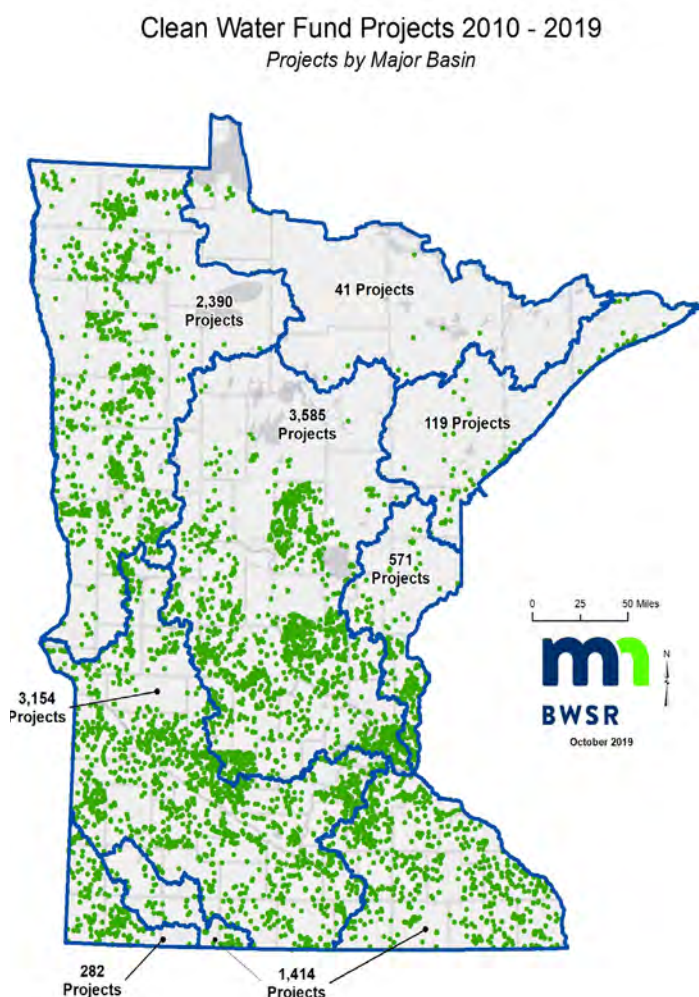 Clean Water Fund Projects 2010 - 2019
Projects by Major Basin
2,390
Projects
41 Projects
3,585
Projects
119 Projects
571
Projects
0 25 50 Miles
N
mn
BWSR
October 2019
3,154
Projects
282
Projects
1,414
Projects